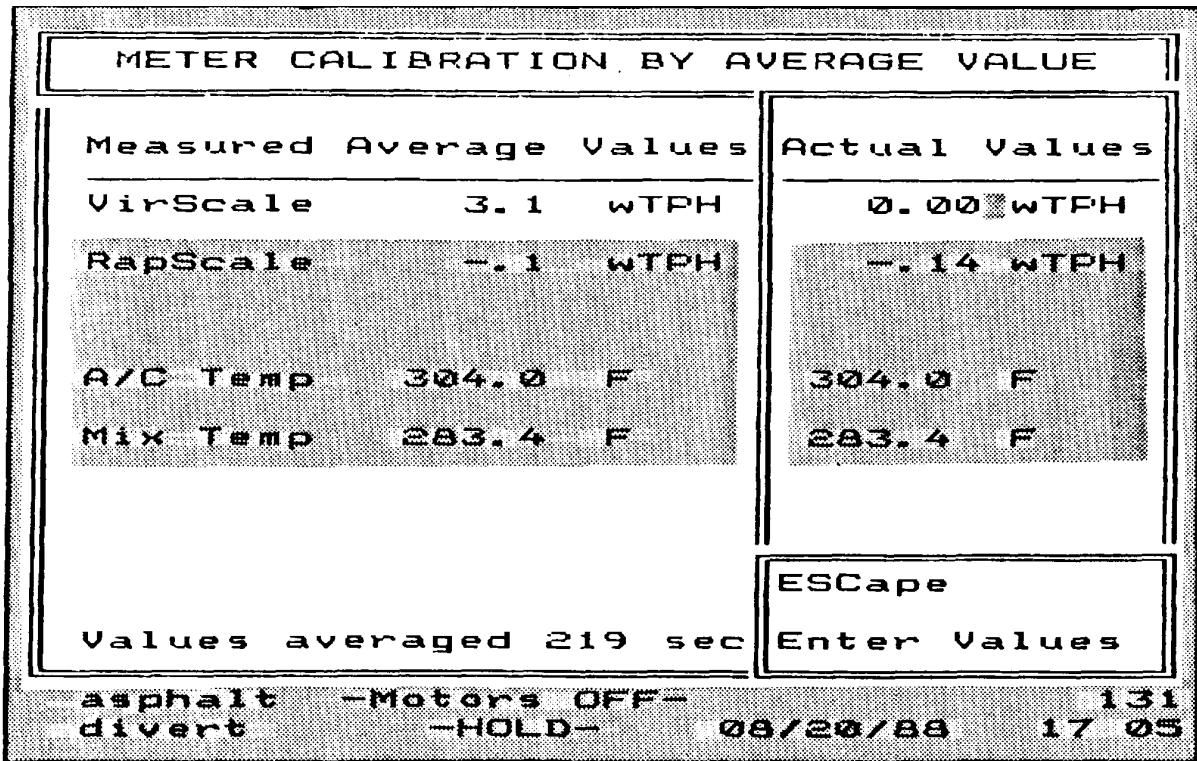 METER CALIBRATION BY AVERAGE VALUE
Measured Average Values Actual Values
VirScale 3.1 wTPH 0.00 wTPH
RapScale -.1 wTPH -.14 wTPH
A/C Temp 304.0 F 304.0 F
Mix Temp 283.4 F 283.4 F
ESCape
Values averaged 219 sec Enter Values
asphalt -Motors OFF- 131
divert -HOLD- 08/20/88 17 05